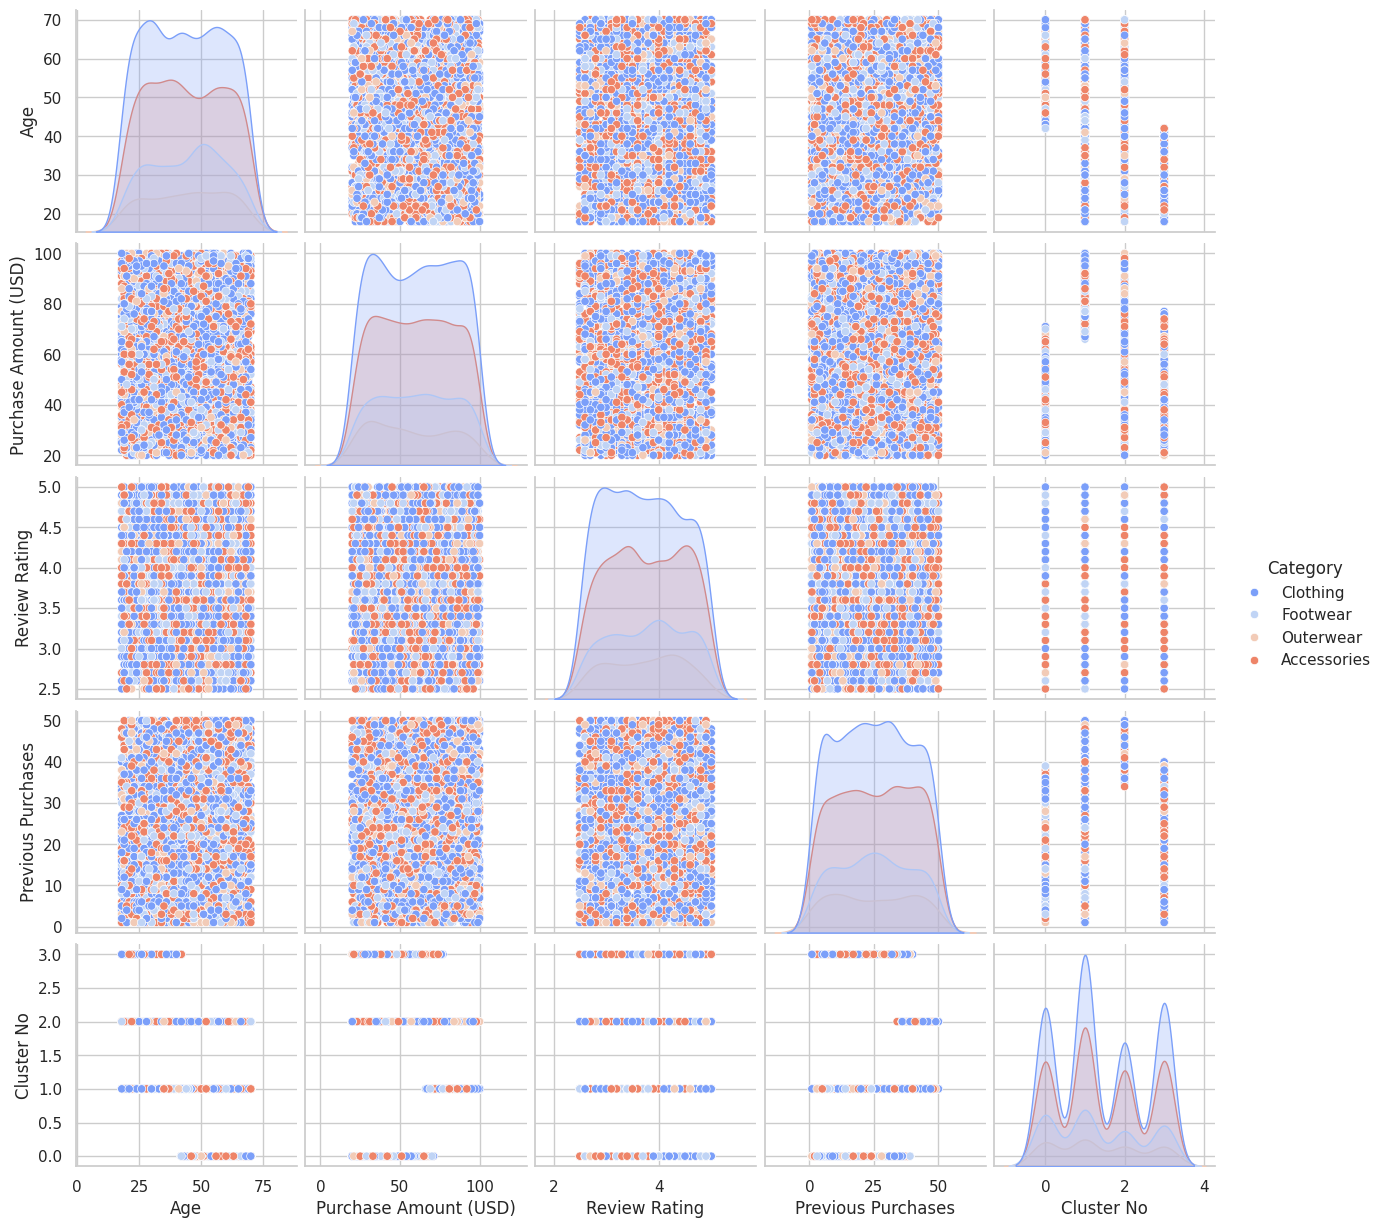 70
60
50
40
30
20
Age
100
80
60
40
20
Purchase Amount (USD)
5.0
4.5
4.0
3.5
3.0
2.5
Review Rating
Category
Clothing
Footwear
Outerwear
Accessories
50
40
30
20
10
0
Previous Purchases
3.0
2.5
2.0
1.5
1.0
0.5
0.0
Cluster No
0 25 50 75
0 50 100
2 4
0 25 50
0 2 4
Age
Purchase Amount (USD)
Review Rating
Previous Purchases
Cluster No